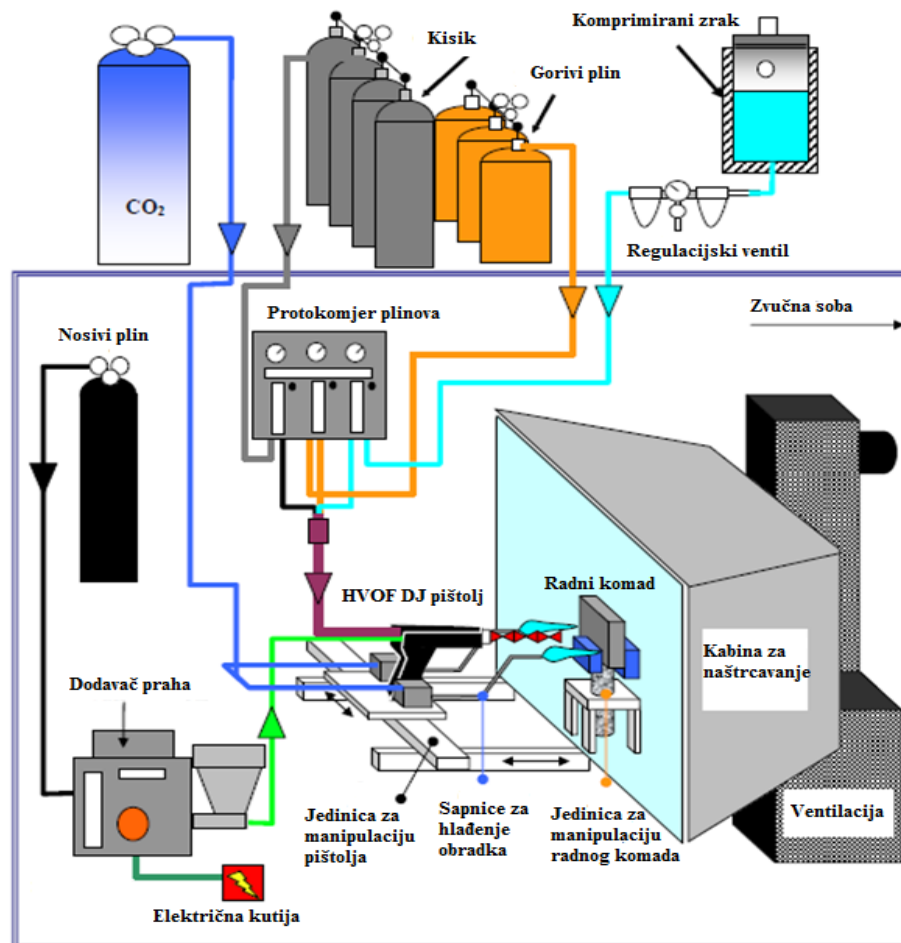 Komprimirani zrak
Kisik
Gorivi plin
CO₂
Regulacijski ventil
Protokomjer plinova
Zvučna soba
Nosivi plin
HVOF DJ pištolj
Radni komad
Kabina za
naštrcavanje
Dodavač praha
Jedinica za
manipulaciju
pištolja
Sapnice za
hlađenje
obradka
Jedinica za
manipulaciju
radnog komada
Ventilacija
Električna kutija